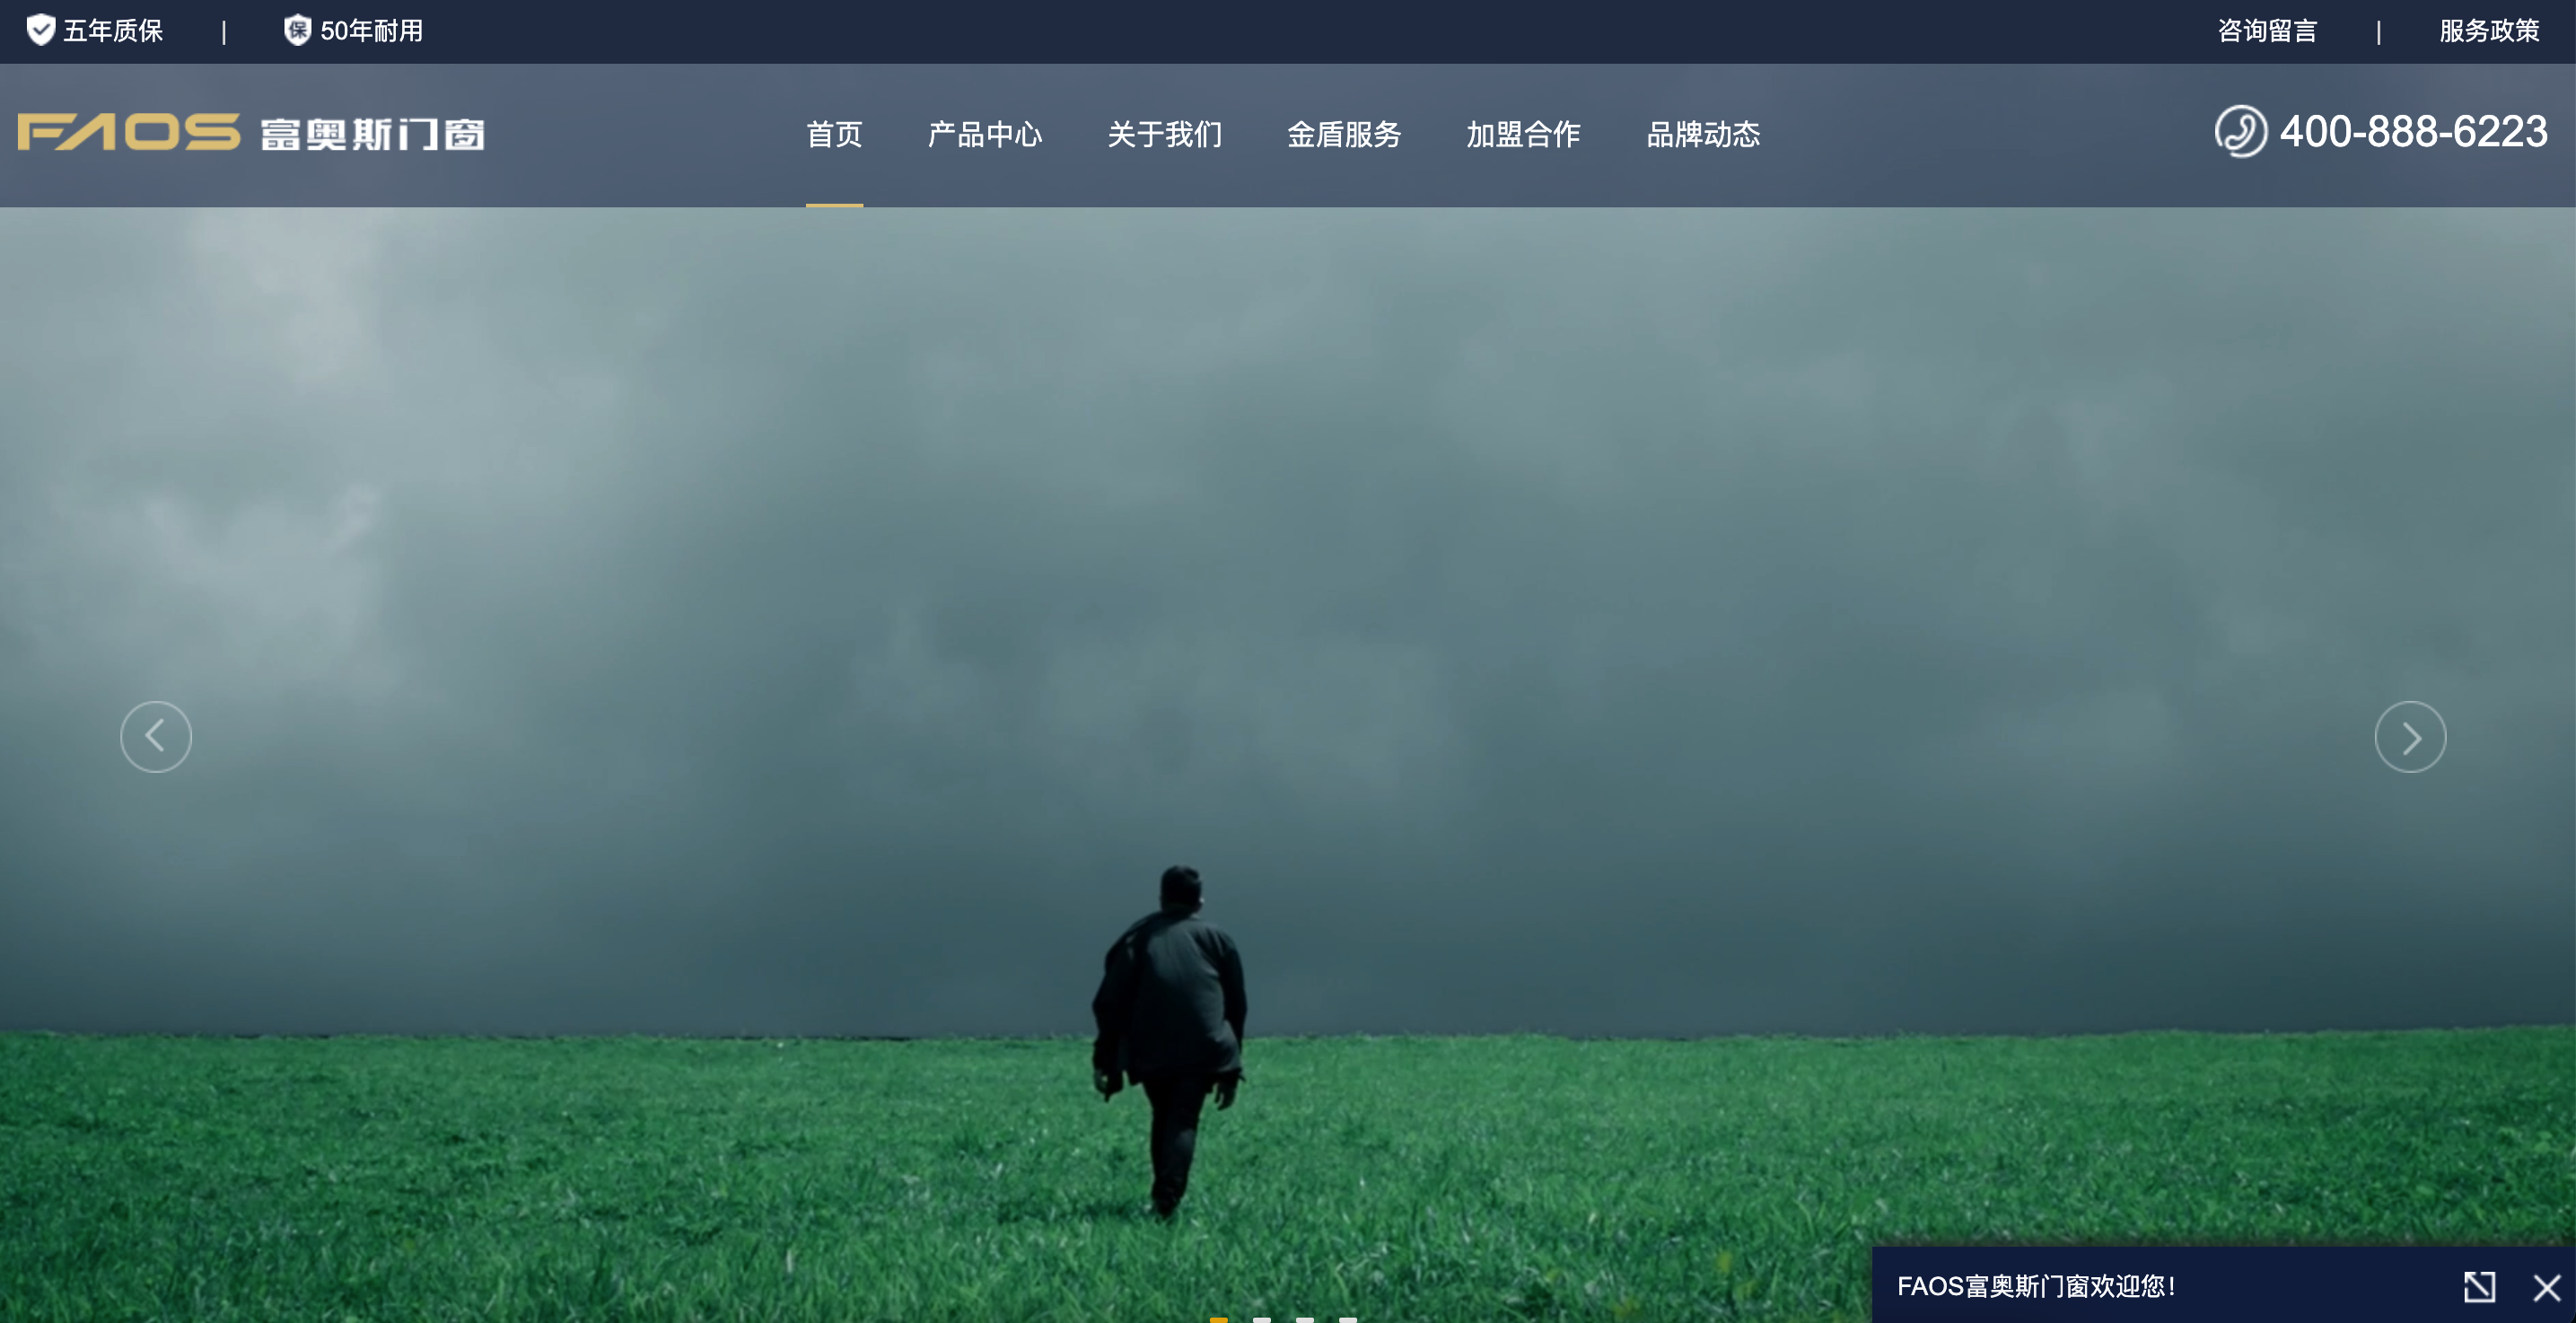 五年质保 | 50年耐用 咨询留言 | 服务政策
FAOS 富奥斯门窗 首页 产品中心 关于我们 金盾服务 加盟合作 品牌动态 400-888-6223
FAOS富奥斯门窗欢迎您!